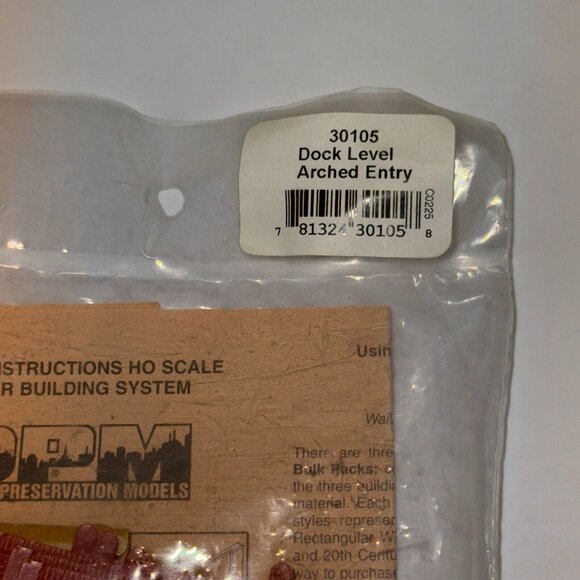 30105
Dock Level
Arched Entry
C0225
7 81324 30105 8
NSTRUCTIONS HO SCALE
R BUILDING SYSTEM
DPM
®
PRESERVATION MODELS
Usin
Wall
There are thre
Bulk Packs: c
the three buildi
material. Each
styles represe
Rectangular Wi
and 20th Centu
way to purchase